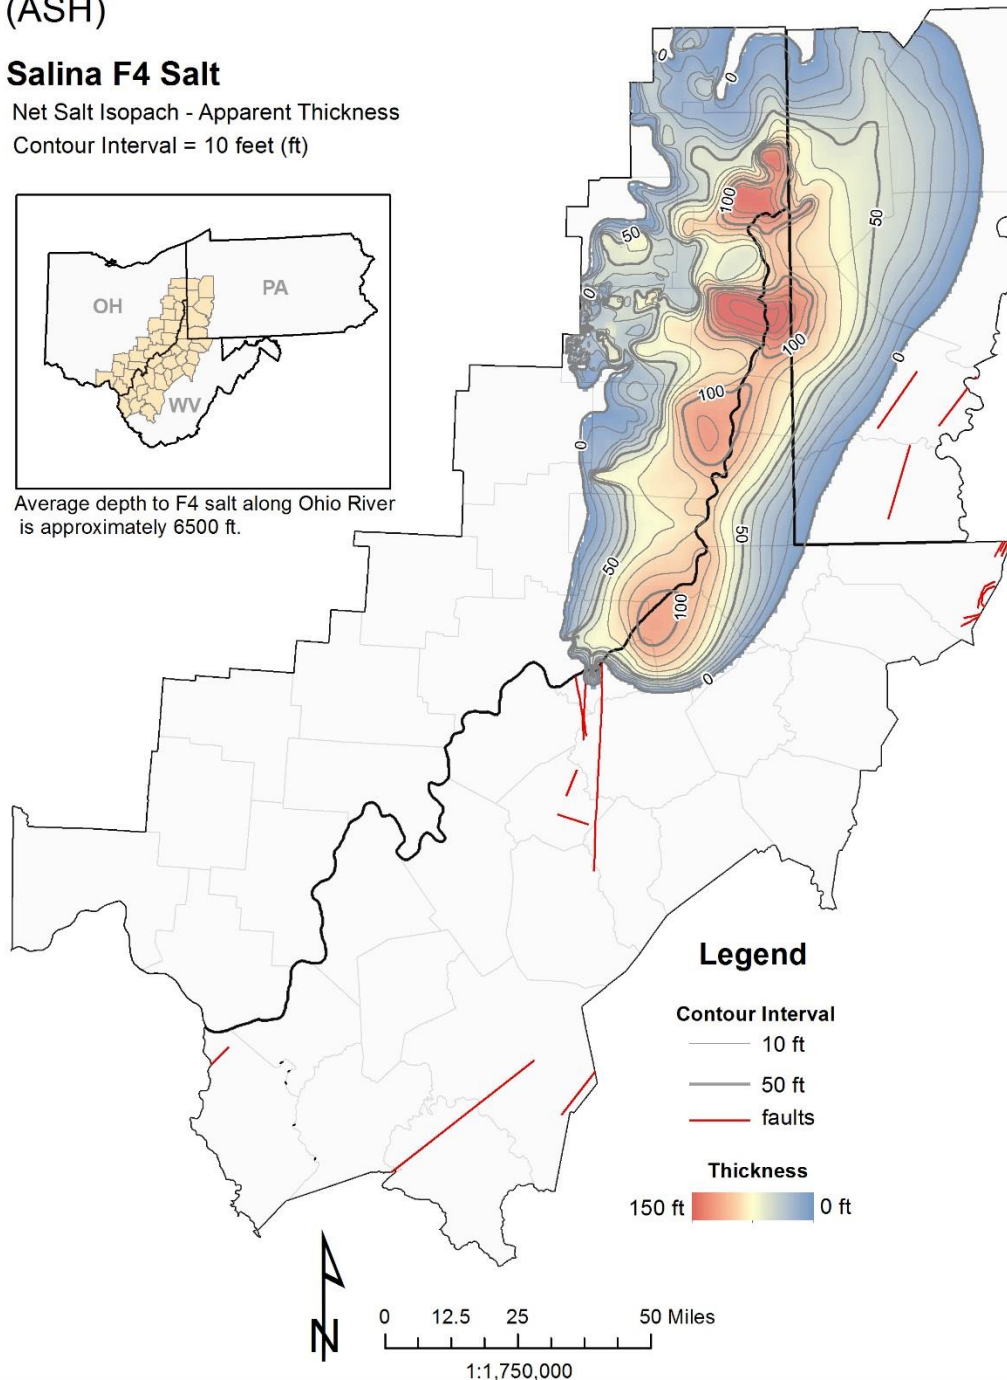 (ASH)
Salina F4 Salt
Net Salt Isopach - Apparent Thickness
Contour Interval = 10 feet (ft)
OH
PA
WV
Average depth to F4 salt along Ohio River
is approximately 6500 ft.
0
0
100
50
50
0
100
0
100
0
50
50
100
0
Legend
Contour Interval
10 ft
50 ft
faults
Thickness
150 ft 0 ft
N
0 12.5 25 50 Miles
1:1,750,000